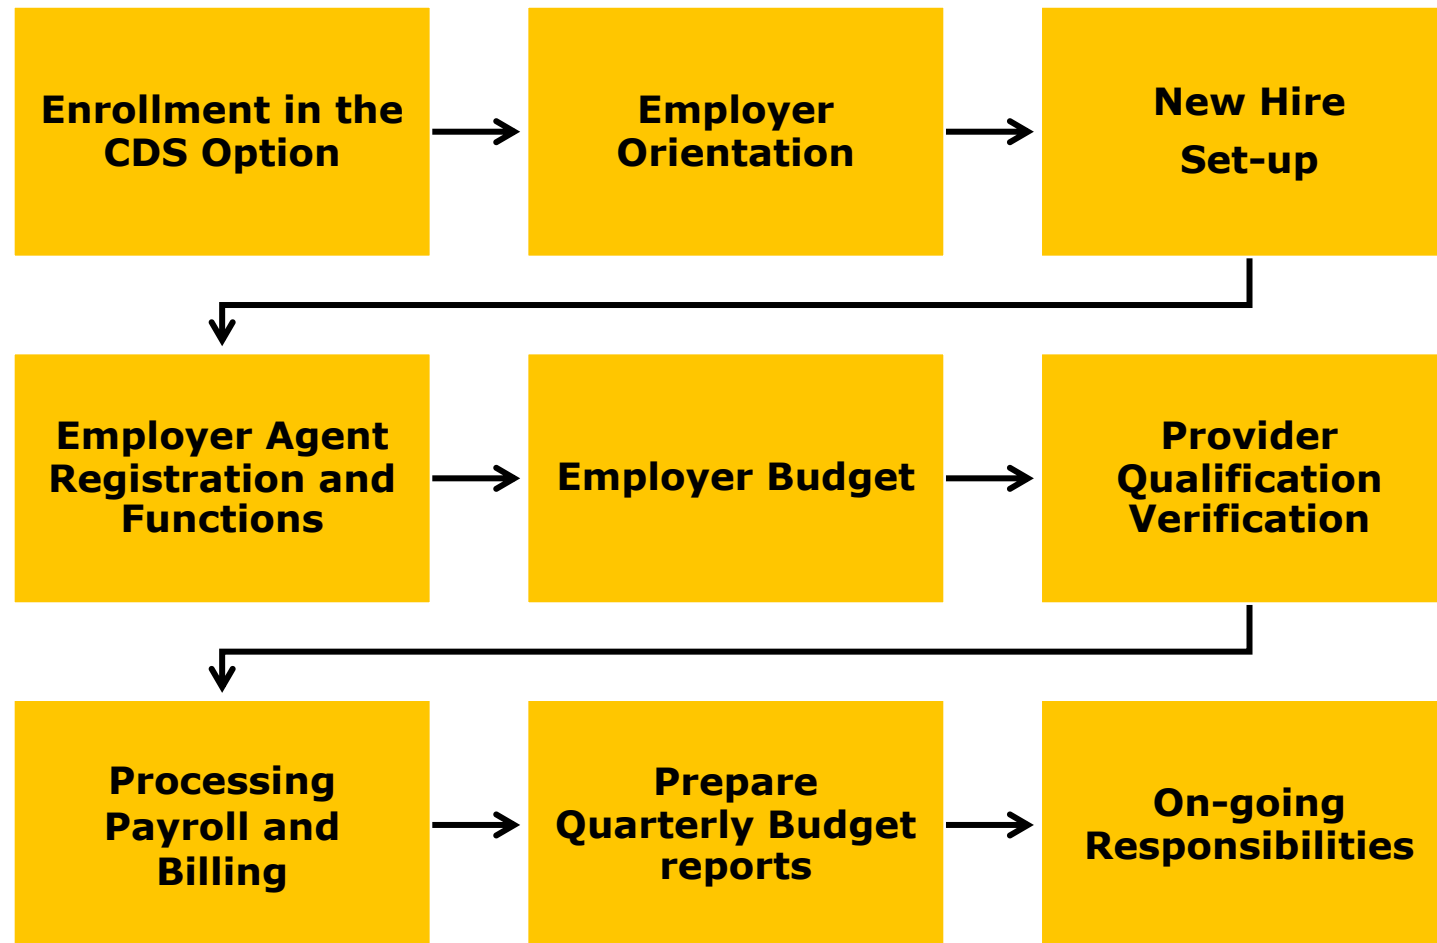 Enrollment in the
CDS Option
Employer
Orientation
New Hire
Set-up
Employer Agent
Registration and
Functions
Employer Budget
Provider
Qualification
Verification
Processing
Payroll and
Billing
Prepare
Quarterly Budget
reports
On-going
Responsibilities